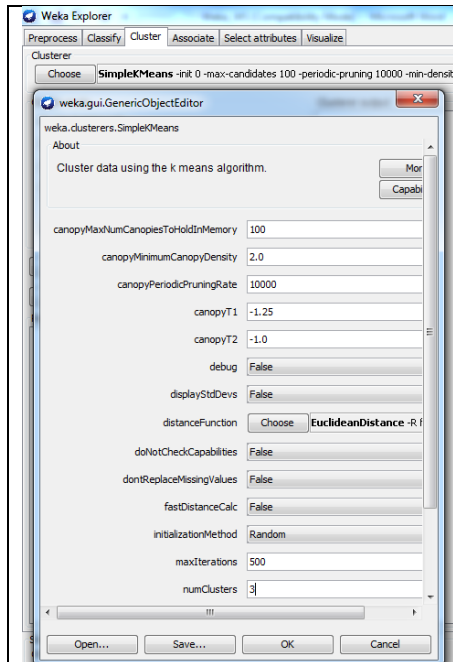 Weka Explorer
Preprocess Classify Cluster Associate Select attributes Visualize
Clusterer
Choose SimpleKMeans -init 0 -max-candidates 100 -periodic-pruning 10000 -min-densit
weka.gui.GenericObjectEditor
weka.clusterers.SimpleKMeans
About
Cluster data using the k means algorithm.
Mor
Capabi
canopyMaxNumCanopiesToHoldInMemory 100
canopyMinimumCanopyDensity 2.0
canopyPeriodicPruningRate 10000
canopyT1 -1.25
canopyT2 -1.0
debug False
displayStdDevs False
distanceFunction Choose EuclideanDistance -R f
doNotCheckCapabilities False
dontReplaceMissingValues False
fastDistanceCalc False
initializationMethod Random
maxIterations 500
numClusters 3
Open... Save... OK Cancel